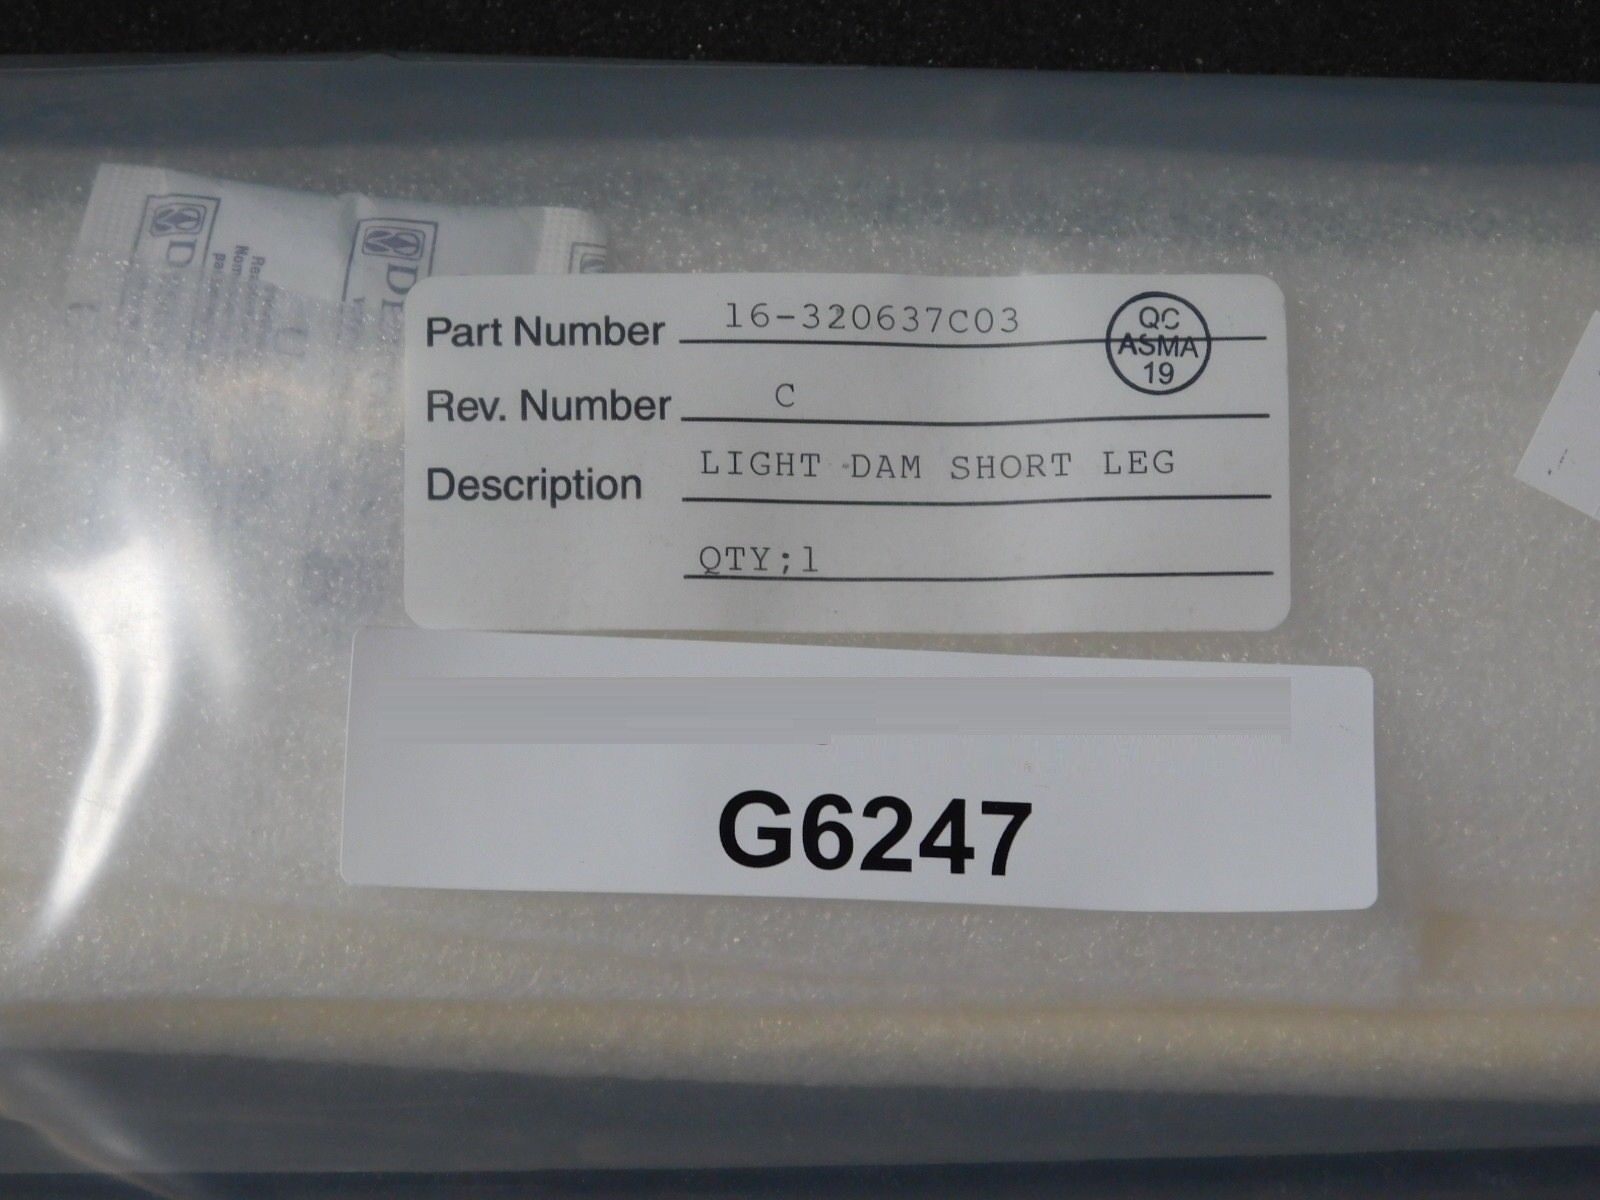 Part Number 16-320637C03
QC
ASMA
19
Rev. Number C
Description LIGHT DAM SHORT LEG
QTY;1
G6247